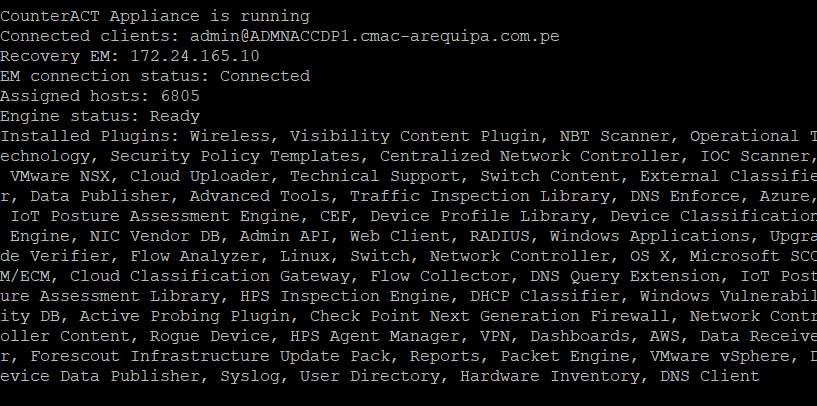 CounterACT Appliance is running
Connected clients: admin@ADMNACCDP1.cmac-arequipa.com.pe
Recovery EM: 172.24.165.10
EM connection status: Connected
Assigned hosts: 6805
Engine status: Ready
Installed Plugins: Wireless, Visibility Content Plugin, NBT Scanner, Operational T
echnology, Security Policy Templates, Centralized Network Controller, IOC Scanner,
 VMware NSX, Cloud Uploader, Technical Support, Switch Content, External Classifie
r, Data Publisher, Advanced Tools, Traffic Inspection Library, DNS Enforce, Azure,
 IoT Posture Assessment Engine, CEF, Device Profile Library, Device Classification
 Engine, NIC Vendor DB, Admin API, Web Client, RADIUS, Windows Applications, Upgra
de Verifier, Flow Analyzer, Linux, Switch, Network Controller, OS X, Microsoft SCC
M/ECM, Cloud Classification Gateway, Flow Collector, DNS Query Extension, IoT Post
ure Assessment Library, HPS Inspection Engine, DHCP Classifier, Windows Vulnerabil
ity DB, Active Probing Plugin, Check Point Next Generation Firewall, Network Contr
oller Content, Rogue Device, HPS Agent Manager, VPN, Dashboards, AWS, Data Receive
r, Forescout Infrastructure Update Pack, Reports, Packet Engine, VMware vSphere, D
evice Data Publisher, Syslog, User Directory, Hardware Inventory, DNS Client